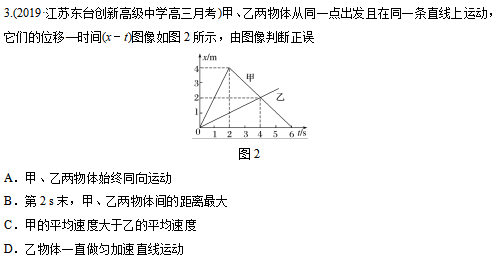 3.(2019·江苏东台创新高级中学高三月考)甲、乙两物体从同一点出发且在同一条直线上运动，
它们的位移—时间(x－t)图像如图 2 所示，由图像判断正误
x/m
4
3
2
1
甲
乙
0 1 2 3 4 5 6 t/s
图 2
A．甲、乙两物体始终同向运动
B．第 2 s 末，甲、乙两物体间的距离最大
C．甲的平均速度大于乙的平均速度
D．乙物体一直做匀加速直线运动